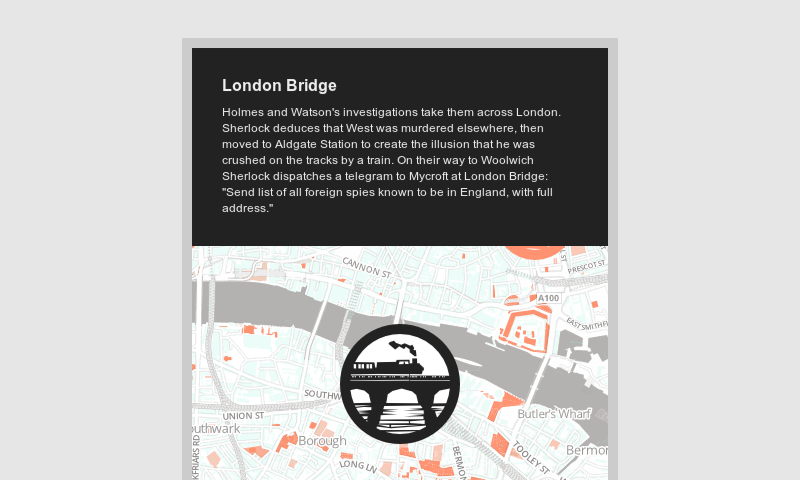 London Bridge
Holmes and Watson's investigations take them across London.
Sherlock deduces that West was murdered elsewhere, then
moved to Aldgate Station to create the illusion that he was
crushed on the tracks by a train. On their way to Woolwich
Sherlock dispatches a telegram to Mycroft at London Bridge:
"Send list of all foreign spies known to be in England, with full
address."
CANNON ST
PRESCOT ST
A100
EAST SMITHFI
SOUTHW
UNION ST
outhwark
Borough
Butler's Wharf
KFRIARS RD
LONG LN
BERMON
TOOLEY ST
Bermon